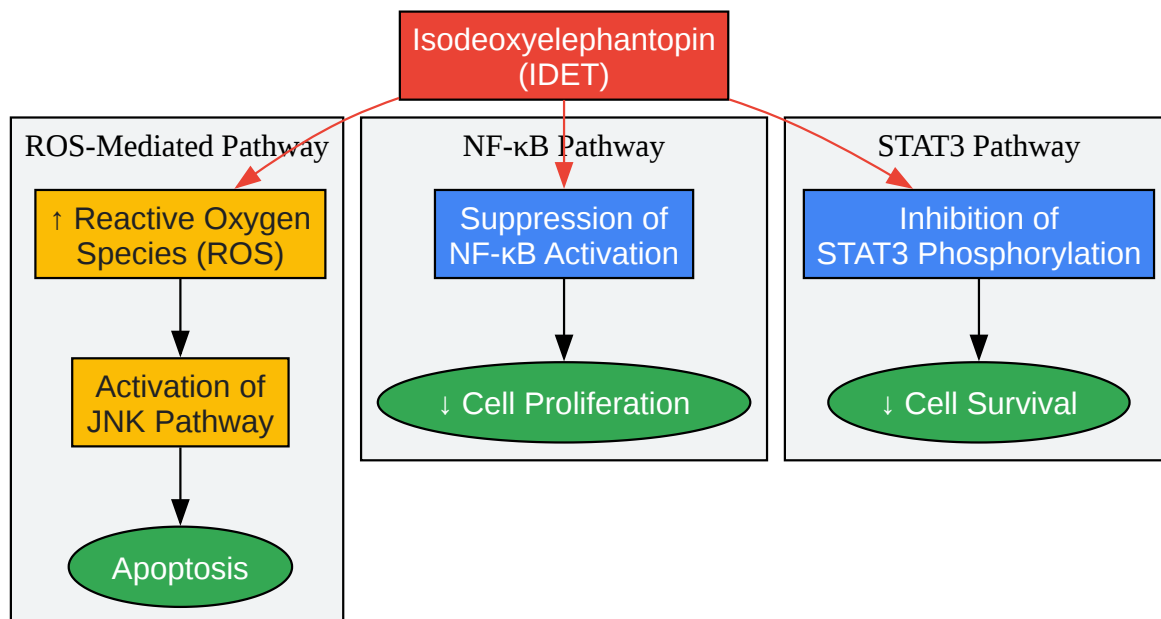 Isodeoxyelephantopin
(IDET)
ROS-Mediated Pathway
↑ Reactive Oxygen
Species (ROS)
Activation of
JNK Pathway
Apoptosis
NF-κB Pathway
Suppression of
NF-κB Activation
↓ Cell Proliferation
STAT3 Pathway
Inhibition of
STAT3 Phosphorylation
↓ Cell Survival